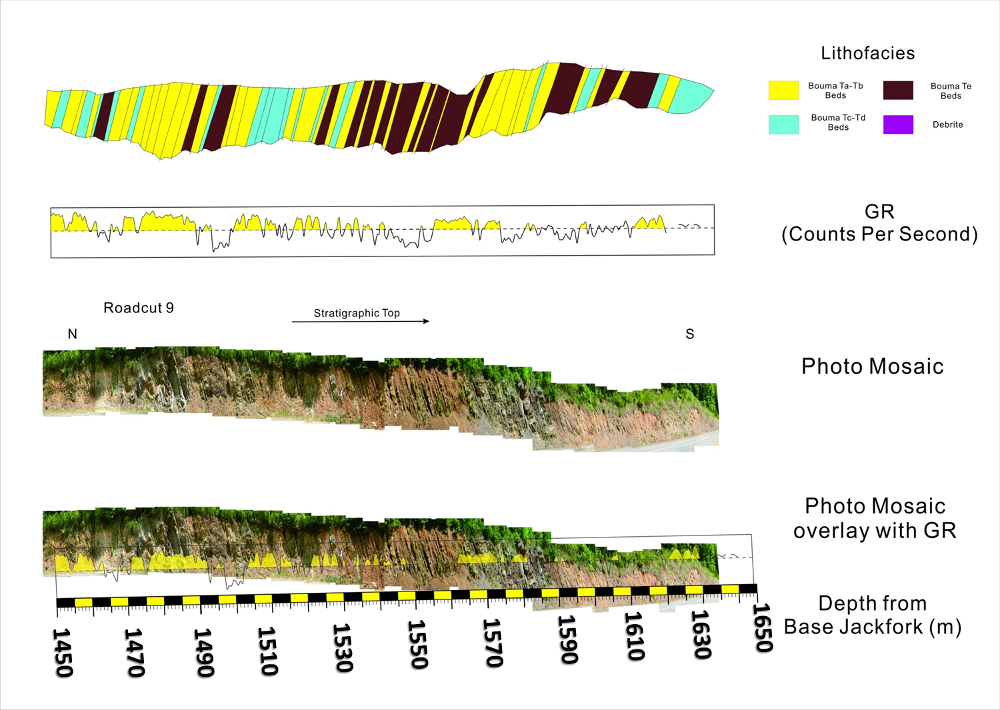 Lithofacies
Bouma Ta-Tb
Beds
Bouma Te
Beds
Bouma Tc-Td
Beds
Debrite
GR
(Counts Per Second)
Roadcut 9
Stratigraphic Top
N
S
Photo Mosaic
Photo Mosaic
overlay with GR
Depth from
Base Jackfork (m)
1450
1470
1490
1510
1530
1550
1570
1590
1610
1630
1650